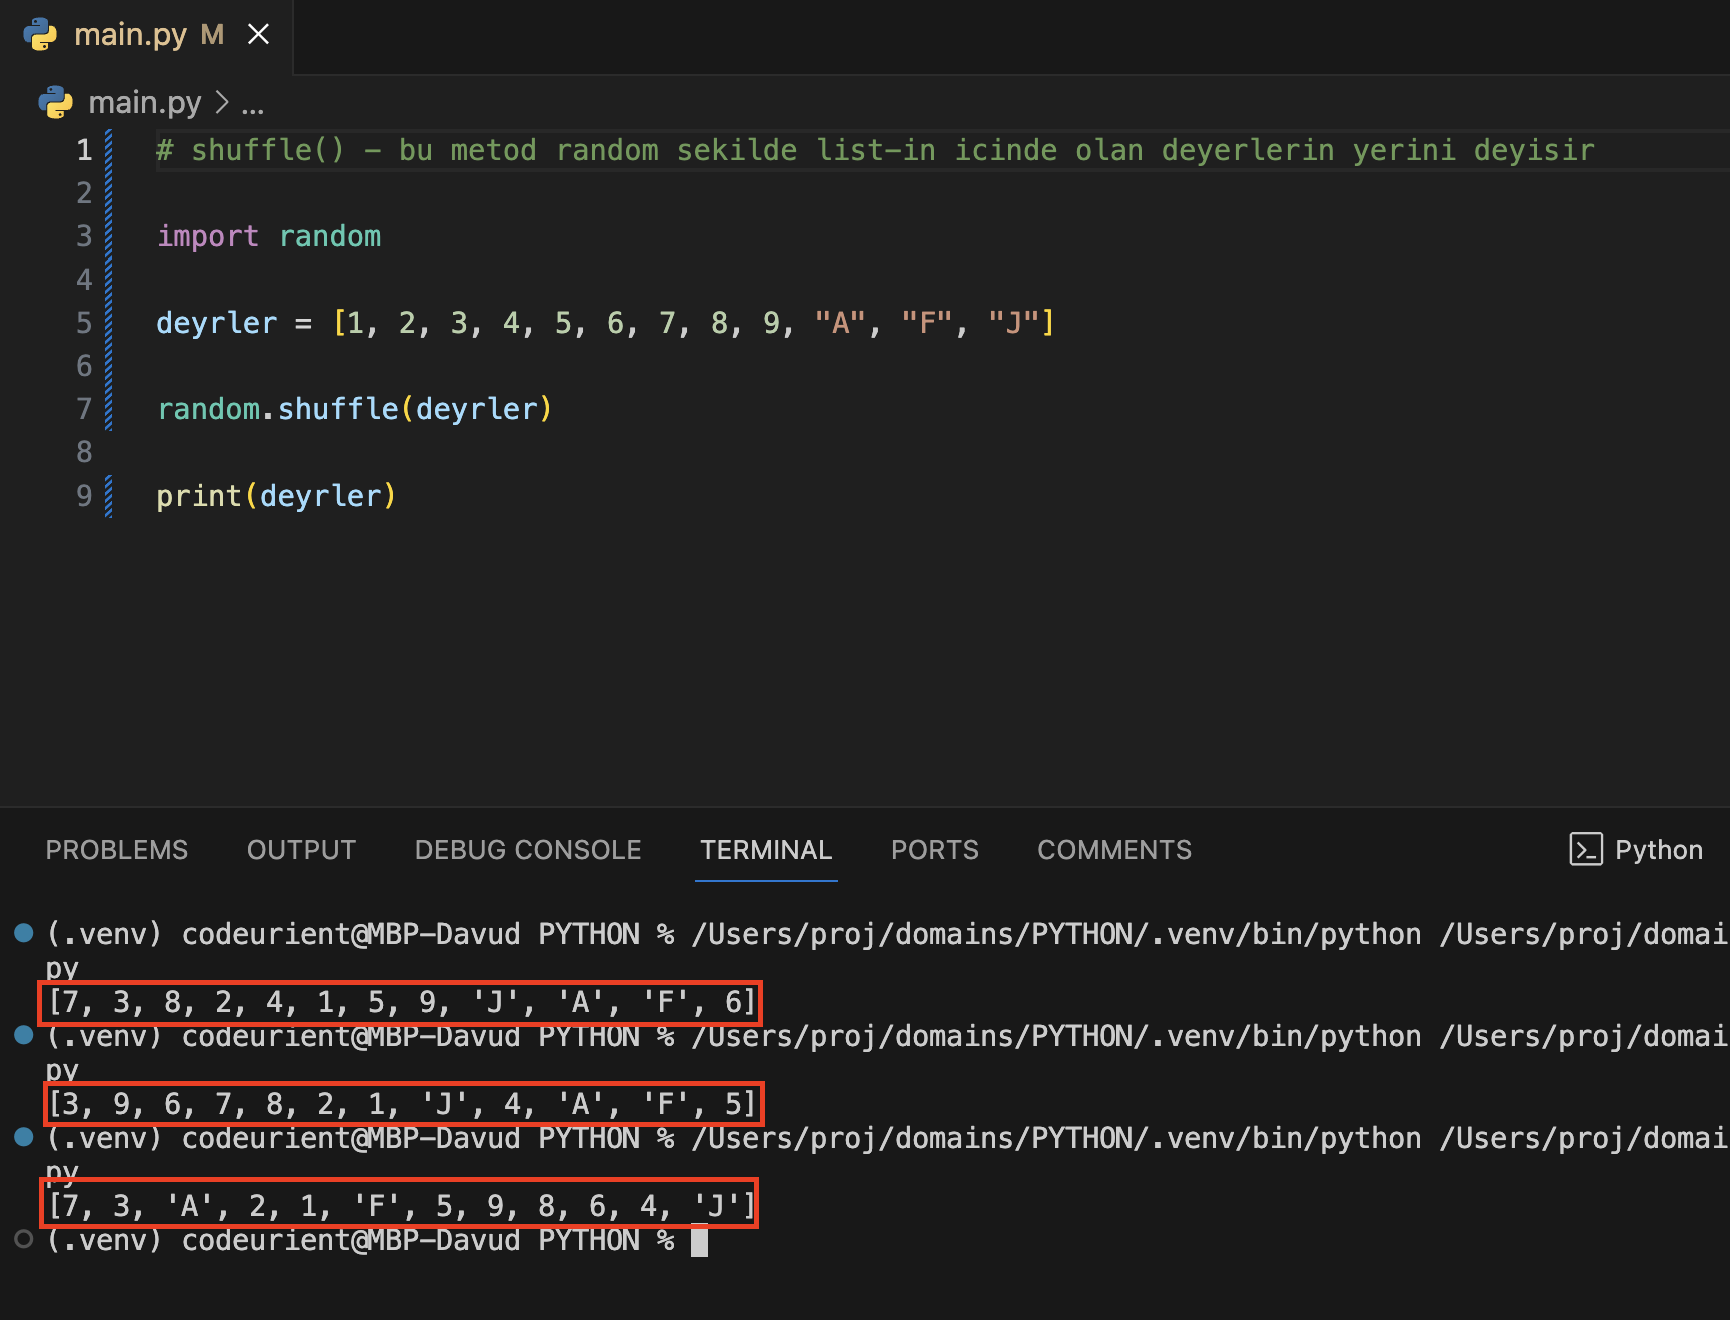 main.py M
main.py > ...
1 # shuffle() - bu metod random sekilde list-in icinde olan deyerlerin yerini deyisir
2
3 import random
4
5 deyrler = [1, 2, 3, 4, 5, 6, 7, 8, 9, "A", "F", "J"]
6
7 random.shuffle(deyrler)
8
9 print(deyrler)
PROBLEMS OUTPUT DEBUG CONSOLE TERMINAL PORTS COMMENTS Python
(.venv) codeurient@MBP-Davud PYTHON % /Users/proj/domains/PYTHON/.venv/bin/python /Users/proj/domai
py
[7, 3, 8, 2, 4, 1, 5, 9, 'J', 'A', 'F', 6]
(.venv) codeurient@MBP-Davud PYTHON % /Users/proj/domains/PYTHON/.venv/bin/python /Users/proj/domai
py
[3, 9, 6, 7, 8, 2, 1, 'J', 4, 'A', 'F', 5]
(.venv) codeurient@MBP-Davud PYTHON % /Users/proj/domains/PYTHON/.venv/bin/python /Users/proj/domai
py
[7, 3, 'A', 2, 1, 'F', 5, 9, 8, 6, 4, 'J']
(.venv) codeurient@MBP-Davud PYTHON %